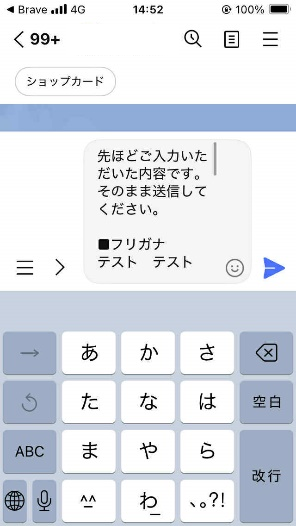 ◀ Brave 4G 14:52 100%
99+
ショップカード
先ほどご入力いた
だいた内容です。
そのまま送信して
ください。
■フリガナ
テスト　テスト
→ あ か さ
た な は 空白
ABC ま や ら 改行
^^ わ_ 、。?!